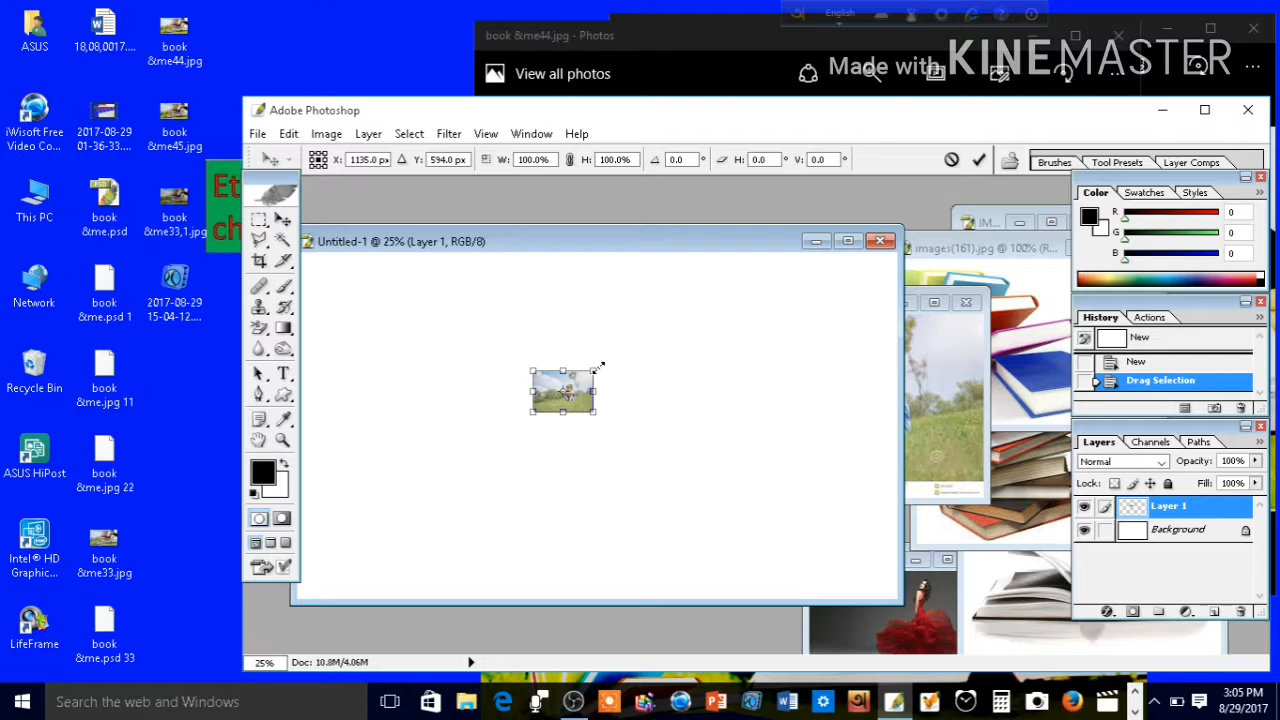 ASUS
18,08,0017....
book
&me44.jpg
English
book &me44.jpg - Photos
View all photos
Made with KINEMASTER
iWisoft Free
Video Co...
2017-08-29
01-36-33....
book
&me45.jpg
Adobe Photoshop
File Edit Image Layer Select Filter View Window Help
X: 1135.0 px Y: 594.0 px W: 100.0% H: 100.0% 0.0 ° H: 0.0 ° V: 0.0 °
Brushes Tool Presets Layer Comps
This PC
book
&me.psd
book
&me33,1.jpg
Et
ch
Color Swatches Styles
R 0
G 0
B 0
Untitled-1 @ 25% (Layer 1, RGB/8)
IM...
images(161).jpg @ 100% (R...
Network
book
&me.psd 1
2017-08-29
15-04-12....
History Actions
New
New
Drag Selection
Recycle Bin
book
&me.jpg 11
Layers Channels Paths
Normal Opacity: 100%
Lock: Fill: 100%
Layer 1
Background
ASUS HiPost
book
&me.jpg 22
Intel® HD
Graphic...
book
&me33.jpg
LifeFrame
book
&me.psd 33
25% Doc: 10.8M/4.06M
Search the web and Windows
3:05 PM
8/29/2017